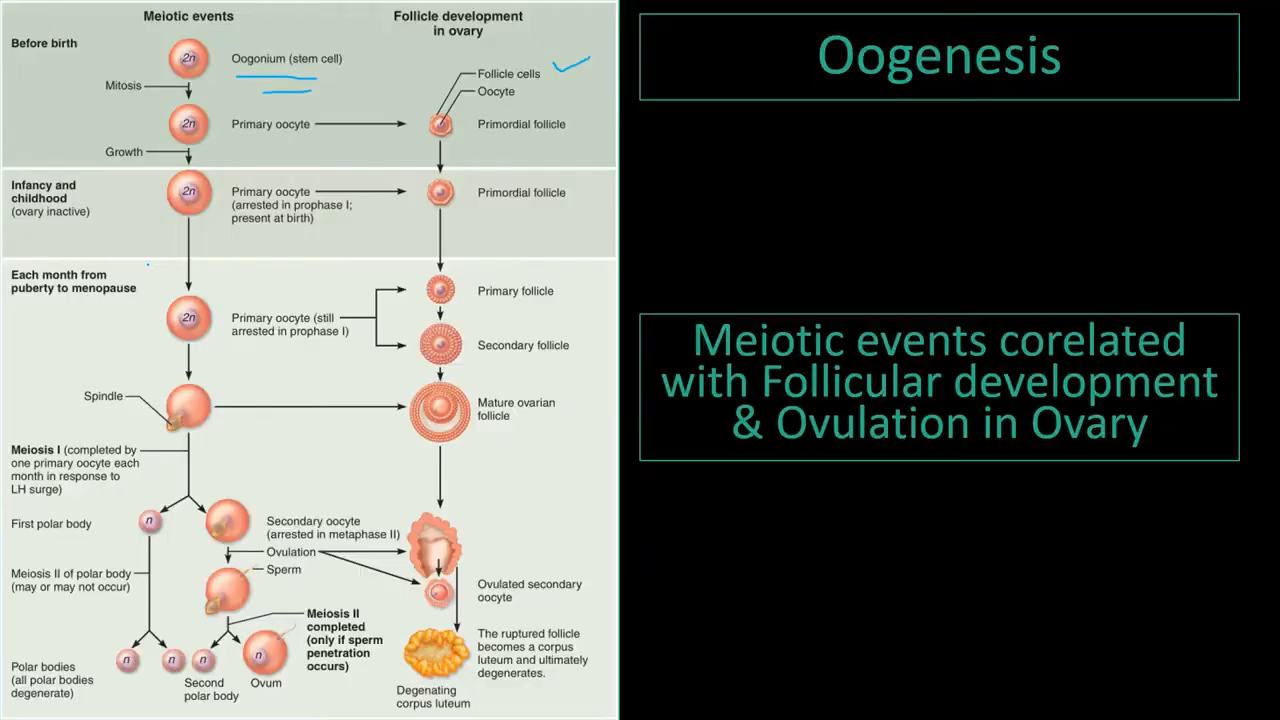 Meiotic events
Follicle development
in ovary
Before birth
2n
Oogonium (stem cell)
Follicle cells
Mitosis
Oocyte
2n
Primary oocyte
Primordial follicle
Growth
Infancy and
childhood
(ovary inactive)
2n
Primary oocyte
(arrested in prophase I;
present at birth)
Primordial follicle
Each month from
puberty to menopause
2n
Primary oocyte (still
arrested in prophase I)
Primary follicle
Secondary follicle
Spindle
Mature ovarian
follicle
Meiosis I (completed by
one primary oocyte each
month in response to
LH surge)
First polar body
n
Secondary oocyte
(arrested in metaphase II)
Ovulation
Sperm
Meiosis II of polar body
(may or may not occur)
Ovulated secondary
oocyte
Meiosis II
completed
(only if sperm
penetration
occurs)
The ruptured follicle
becomes a corpus
luteum and ultimately
degenerates.
n
n
n
n
Polar bodies
(all polar bodies
degenerate)
Second
polar body
Ovum
Degenating
corpus luteum
Oogenesis
Meiotic events corelated
with Follicular development
& Ovulation in Ovary